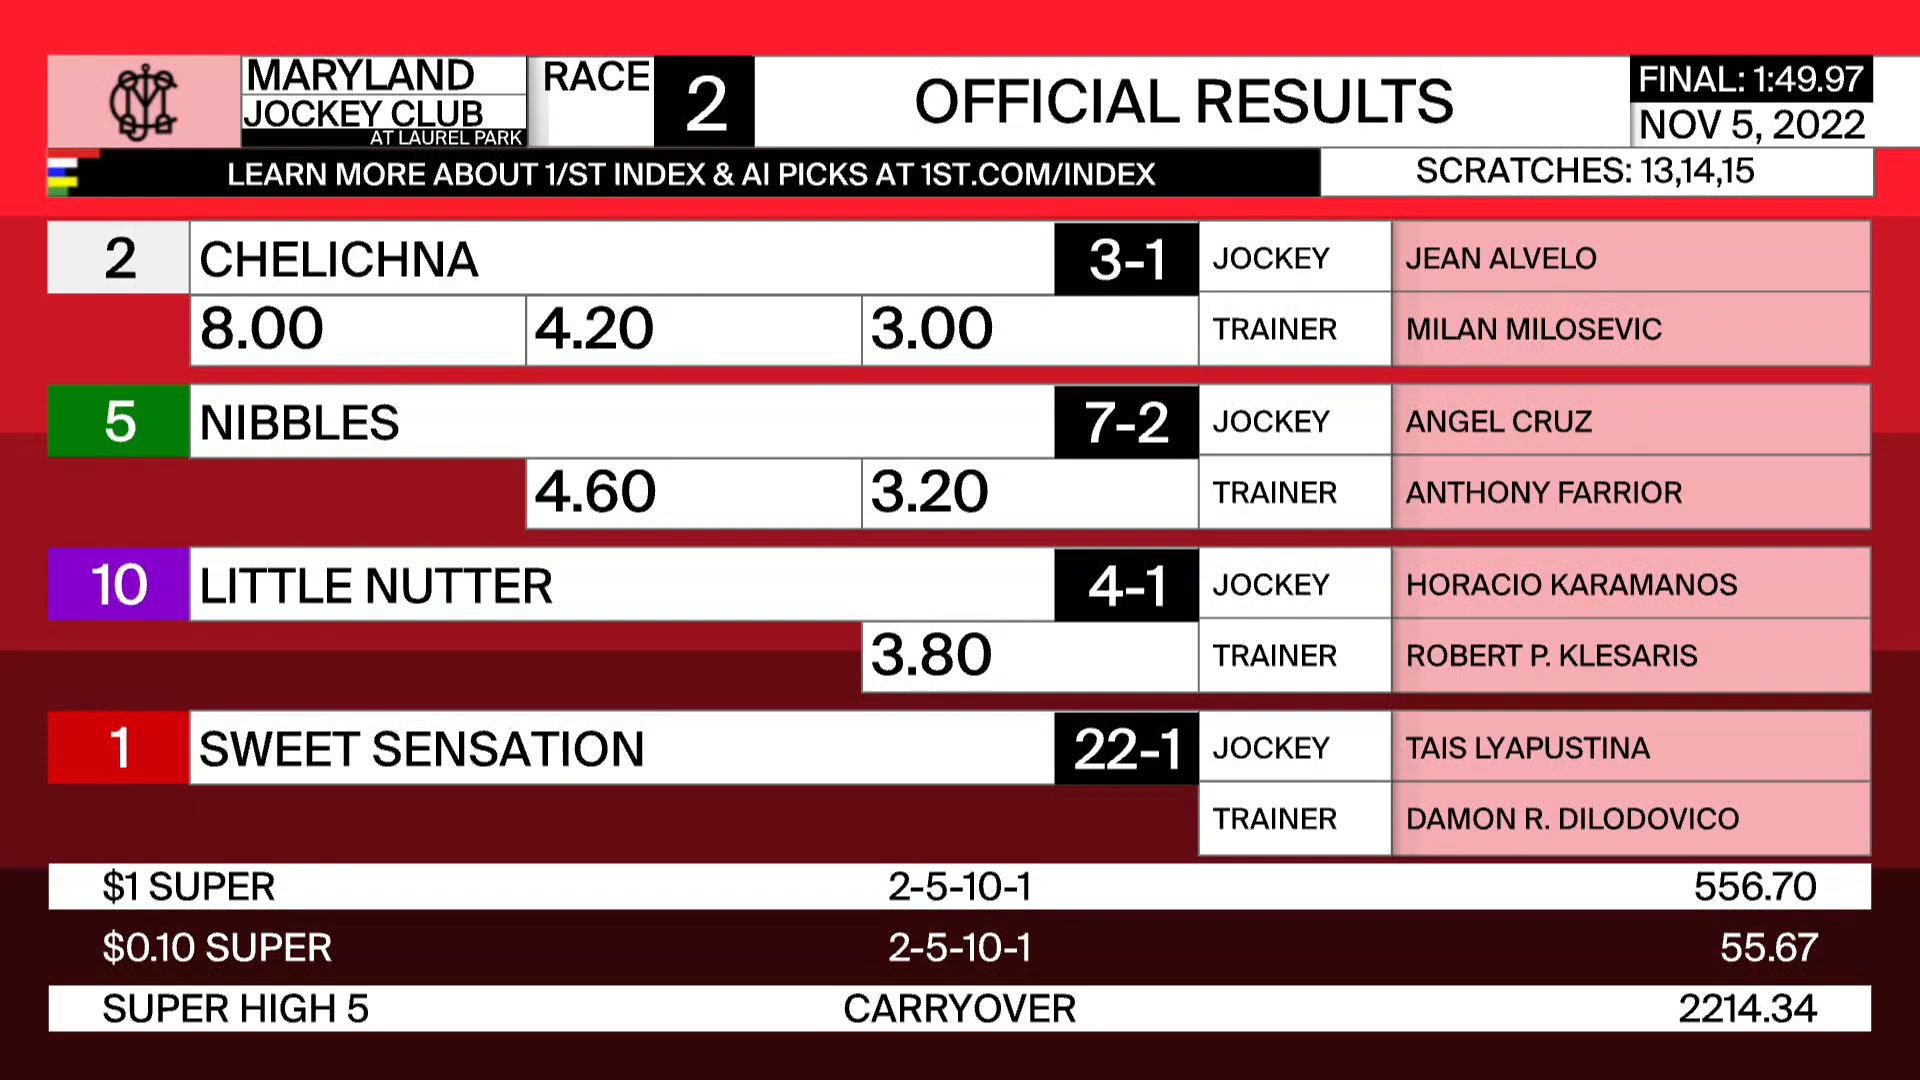 MARYLAND
JOCKEY CLUB
AT LAUREL PARK
RACE 2
OFFICIAL RESULTS
FINAL: 1:49.97
NOV 5, 2022
LEARN MORE ABOUT 1/ST INDEX & AI PICKS AT 1ST.COM/INDEX
SCRATCHES: 13,14,15
2 CHELICHNA 3-1 JOCKEY JEAN ALVELO
8.00 4.20 3.00 TRAINER MILAN MILOSEVIC
5 NIBBLES 7-2 JOCKEY ANGEL CRUZ
4.60 3.20 TRAINER ANTHONY FARRIOR
10 LITTLE NUTTER 4-1 JOCKEY HORACIO KARAMANOS
3.80 TRAINER ROBERT P. KLESARIS
1 SWEET SENSATION 22-1 JOCKEY TAIS LYAPUSTINA
TRAINER DAMON R. DILODOVICO
$1 SUPER 2-5-10-1 556.70
$0.10 SUPER 2-5-10-1 55.67
SUPER HIGH 5 CARRYOVER 2214.34